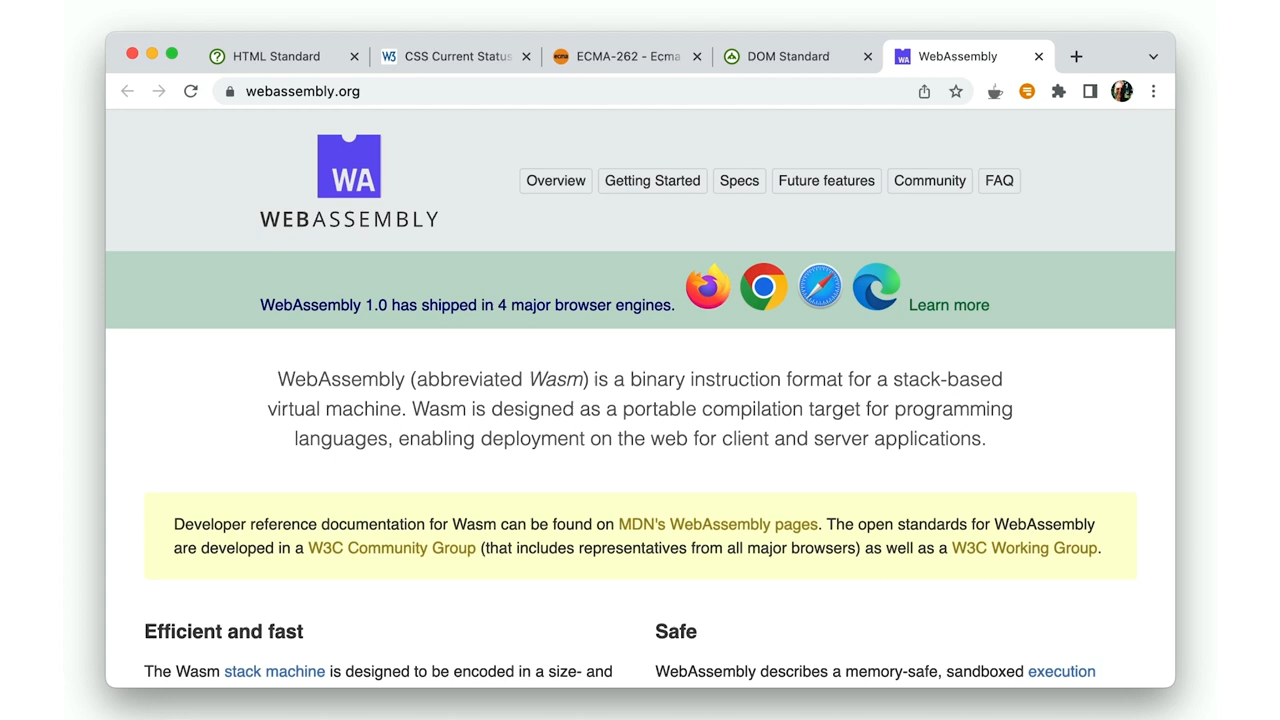 HTML Standard
CSS Current Status
ECMA-262 - Ecma
DOM Standard
WebAssembly
webassembly.org
WA
WA
WEBASSEMBLY
Overview
Getting Started
Specs
Future features
Community
FAQ
WebAssembly 1.0 has shipped in 4 major browser engines.
Learn more
WebAssembly (abbreviated Wasm) is a binary instruction format for a stack-based
virtual machine. Wasm is designed as a portable compilation target for programming
languages, enabling deployment on the web for client and server applications.
Developer reference documentation for Wasm can be found on MDN's WebAssembly pages. The open standards for WebAssembly
are developed in a W3C Community Group (that includes representatives from all major browsers) as well as a W3C Working Group.
Efficient and fast
Safe
The Wasm stack machine is designed to be encoded in a size- and
WebAssembly describes a memory-safe, sandboxed execution